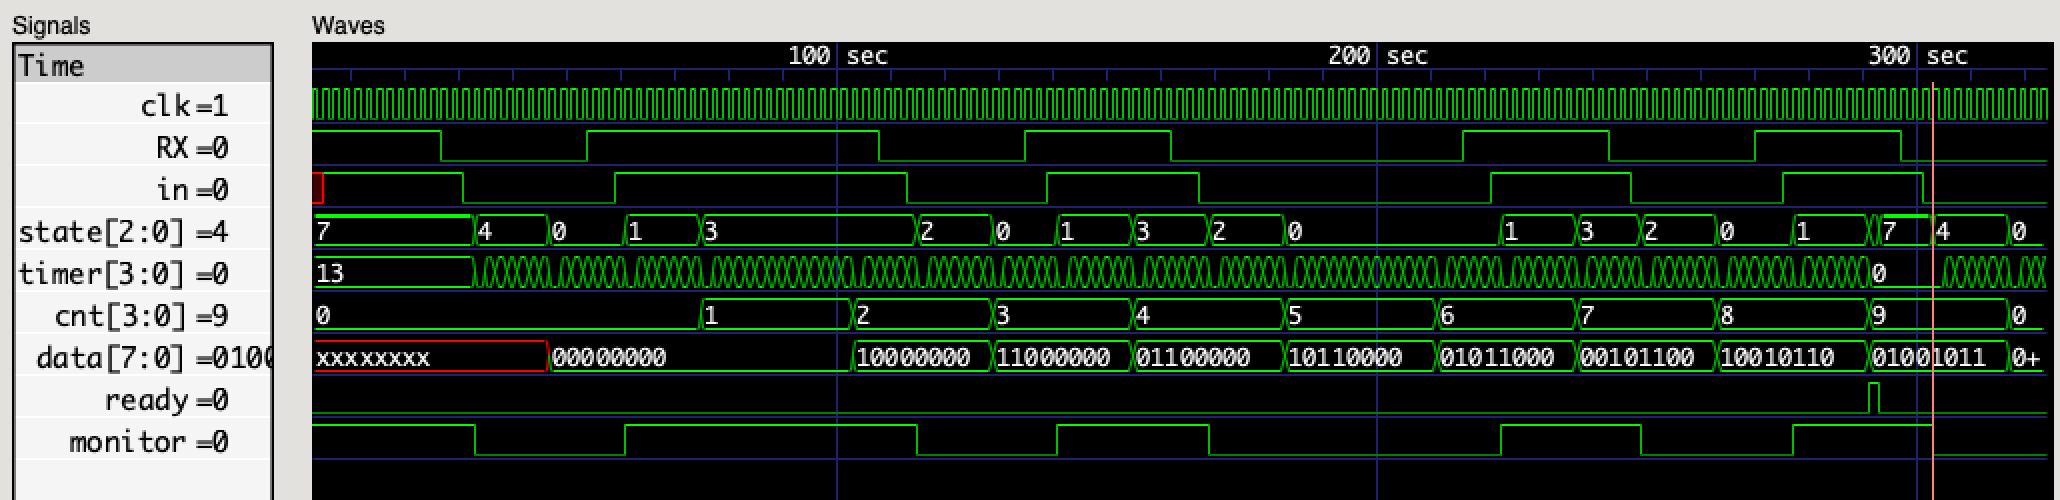 Signals Waves
Time 100 sec 200 sec 300 sec
clk =1
RX =0
in =0
state[2:0] =4 7 4 0 1 3 2 0 1 3 2 0 1 3 2 0 1 7 4 0
timer[3:0] =0 13 0
cnt[3:0] =9 0 1 2 3 4 5 6 7 8 9 0
data[7:0] =0100 xxxxxxxx 00000000 10000000 11000000 01100000 10110000 01011000 00101100 10010110 01001011 0+
ready =0
monitor =0